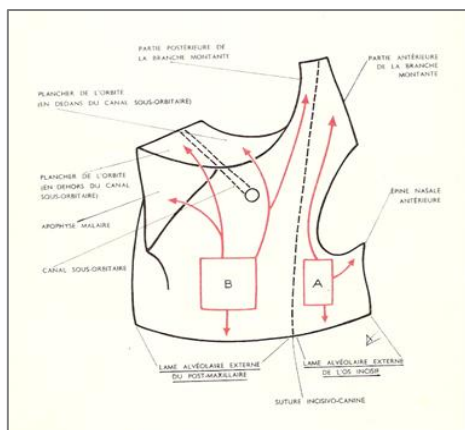 PARTIE POSTÉRIEURE DE
LA BRANCHE MONTANTE
PARTIE ANTÉRIEURE
DE LA BRANCHE
MONTANTE
PLANCHER DE L'ORBITE
(EN DEDANS DU CANAL SOUS-ORBITAIRE)
PLANCHER DE L'ORBITE
(EN DEHORS DU CANAL
SOUS-ORBITAIRE)
APOPHYSE MALAIRE
CANAL SOUS-ORBITAIRE
ÉPINE NASALE
ANTÉRIEURE
B
A
LAME ALVÉOLAIRE EXTERNE
DU POST-MAXILLAIRE
LAME ALVÉOLAIRE EXTERNE
DE L'OS INCISIF
SUTURE INCISIVO-CANINE